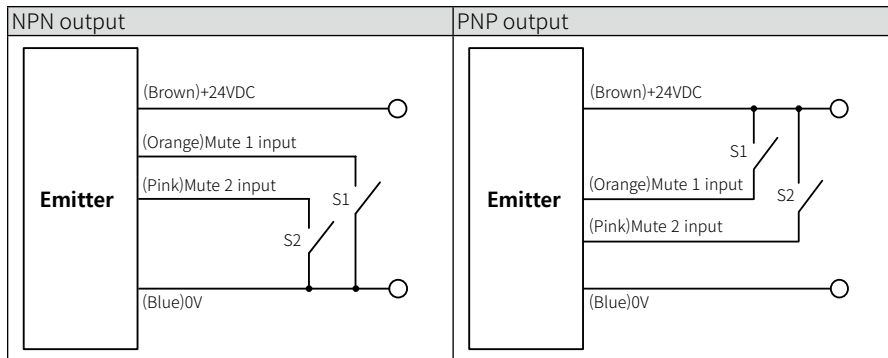 NPN output
(Brown)+24VDC
(Orange)Mute 1 input
(Pink)Mute 2 input
Emitter
S1
S2
(Blue)0V
PNP output
(Brown)+24VDC
S1
(Orange)Mute 1 input
Emitter
S2
(Pink)Mute 2 input
(Blue)0V